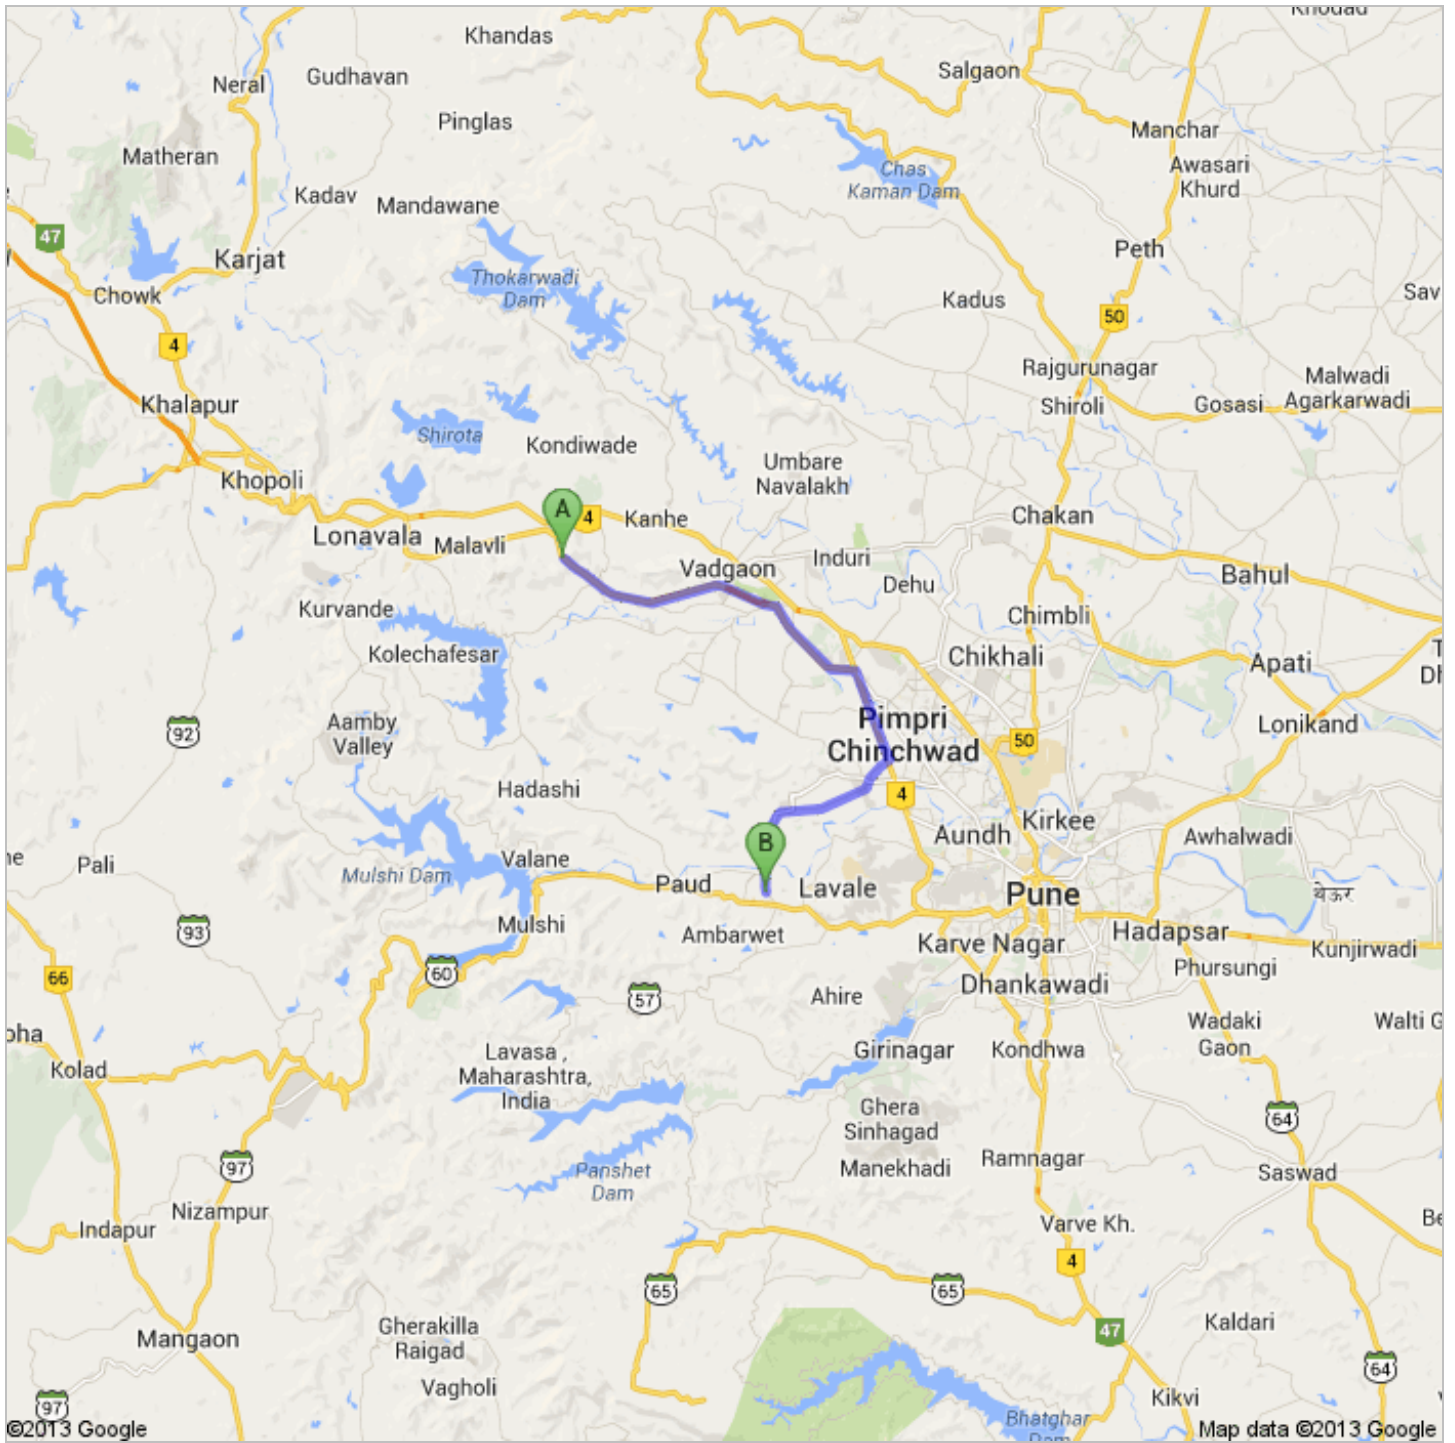 Khandas
Khodad
Neral
Gudhavan
Salgaon
Pinglas
Manchar
Matheran
Awasari
Khurd
Chas
Kaman Dam
Kadav
Mandawane
47
Karjat
Peth
Thokarwadi
Dam
Chowk
Kadus
Sav
50
4
Rajgurunagar
Malwadi
Agarkarwadi
Khalapur
Shiroli
Gosasi
Shirota
Kondiwade
Umbare
Navalakh
Khopoli
A
4
Kanhe
Chakan
Lonavala
Malavli
Vadgaon
Induri
Dehu
Bahul
Kurvande
Chimbli
Kolechafesar
Chikhali
Apati
T
Dh
Aamby
Valley
92
Pimpri
Chinchwad
50
Lonikand
Hadashi
4
Kirkee
Aundh
Awhalwadi
B
ne
Pali
Valane
Mulshi Dam
Paud
Lavale
Pune
थेऊर
Mulshi
Ambarwet
Karve Nagar
Hadapsar
Kunjirwadi
93
66
60
57
Phursungi
Dhankawadi
Ahire
Wadaki
Gaon
Walti G
oha
Kolad
Lavasa ,
Maharashtra,
India
Girinagar
Kondhwa
Ghera
Sinhagad
64
Manekhadi
Ramnagar
Saswad
97
Panshet
Dam
Nizampur
Indapur
Varve Kh.
Be
4
65
65
Mangaon
Gherakilla
Raigad
47
Kaldari
64
Vagholi
97
Kikvi
Bhatghar
Dam
©2013 Google
Map data ©2013 Google